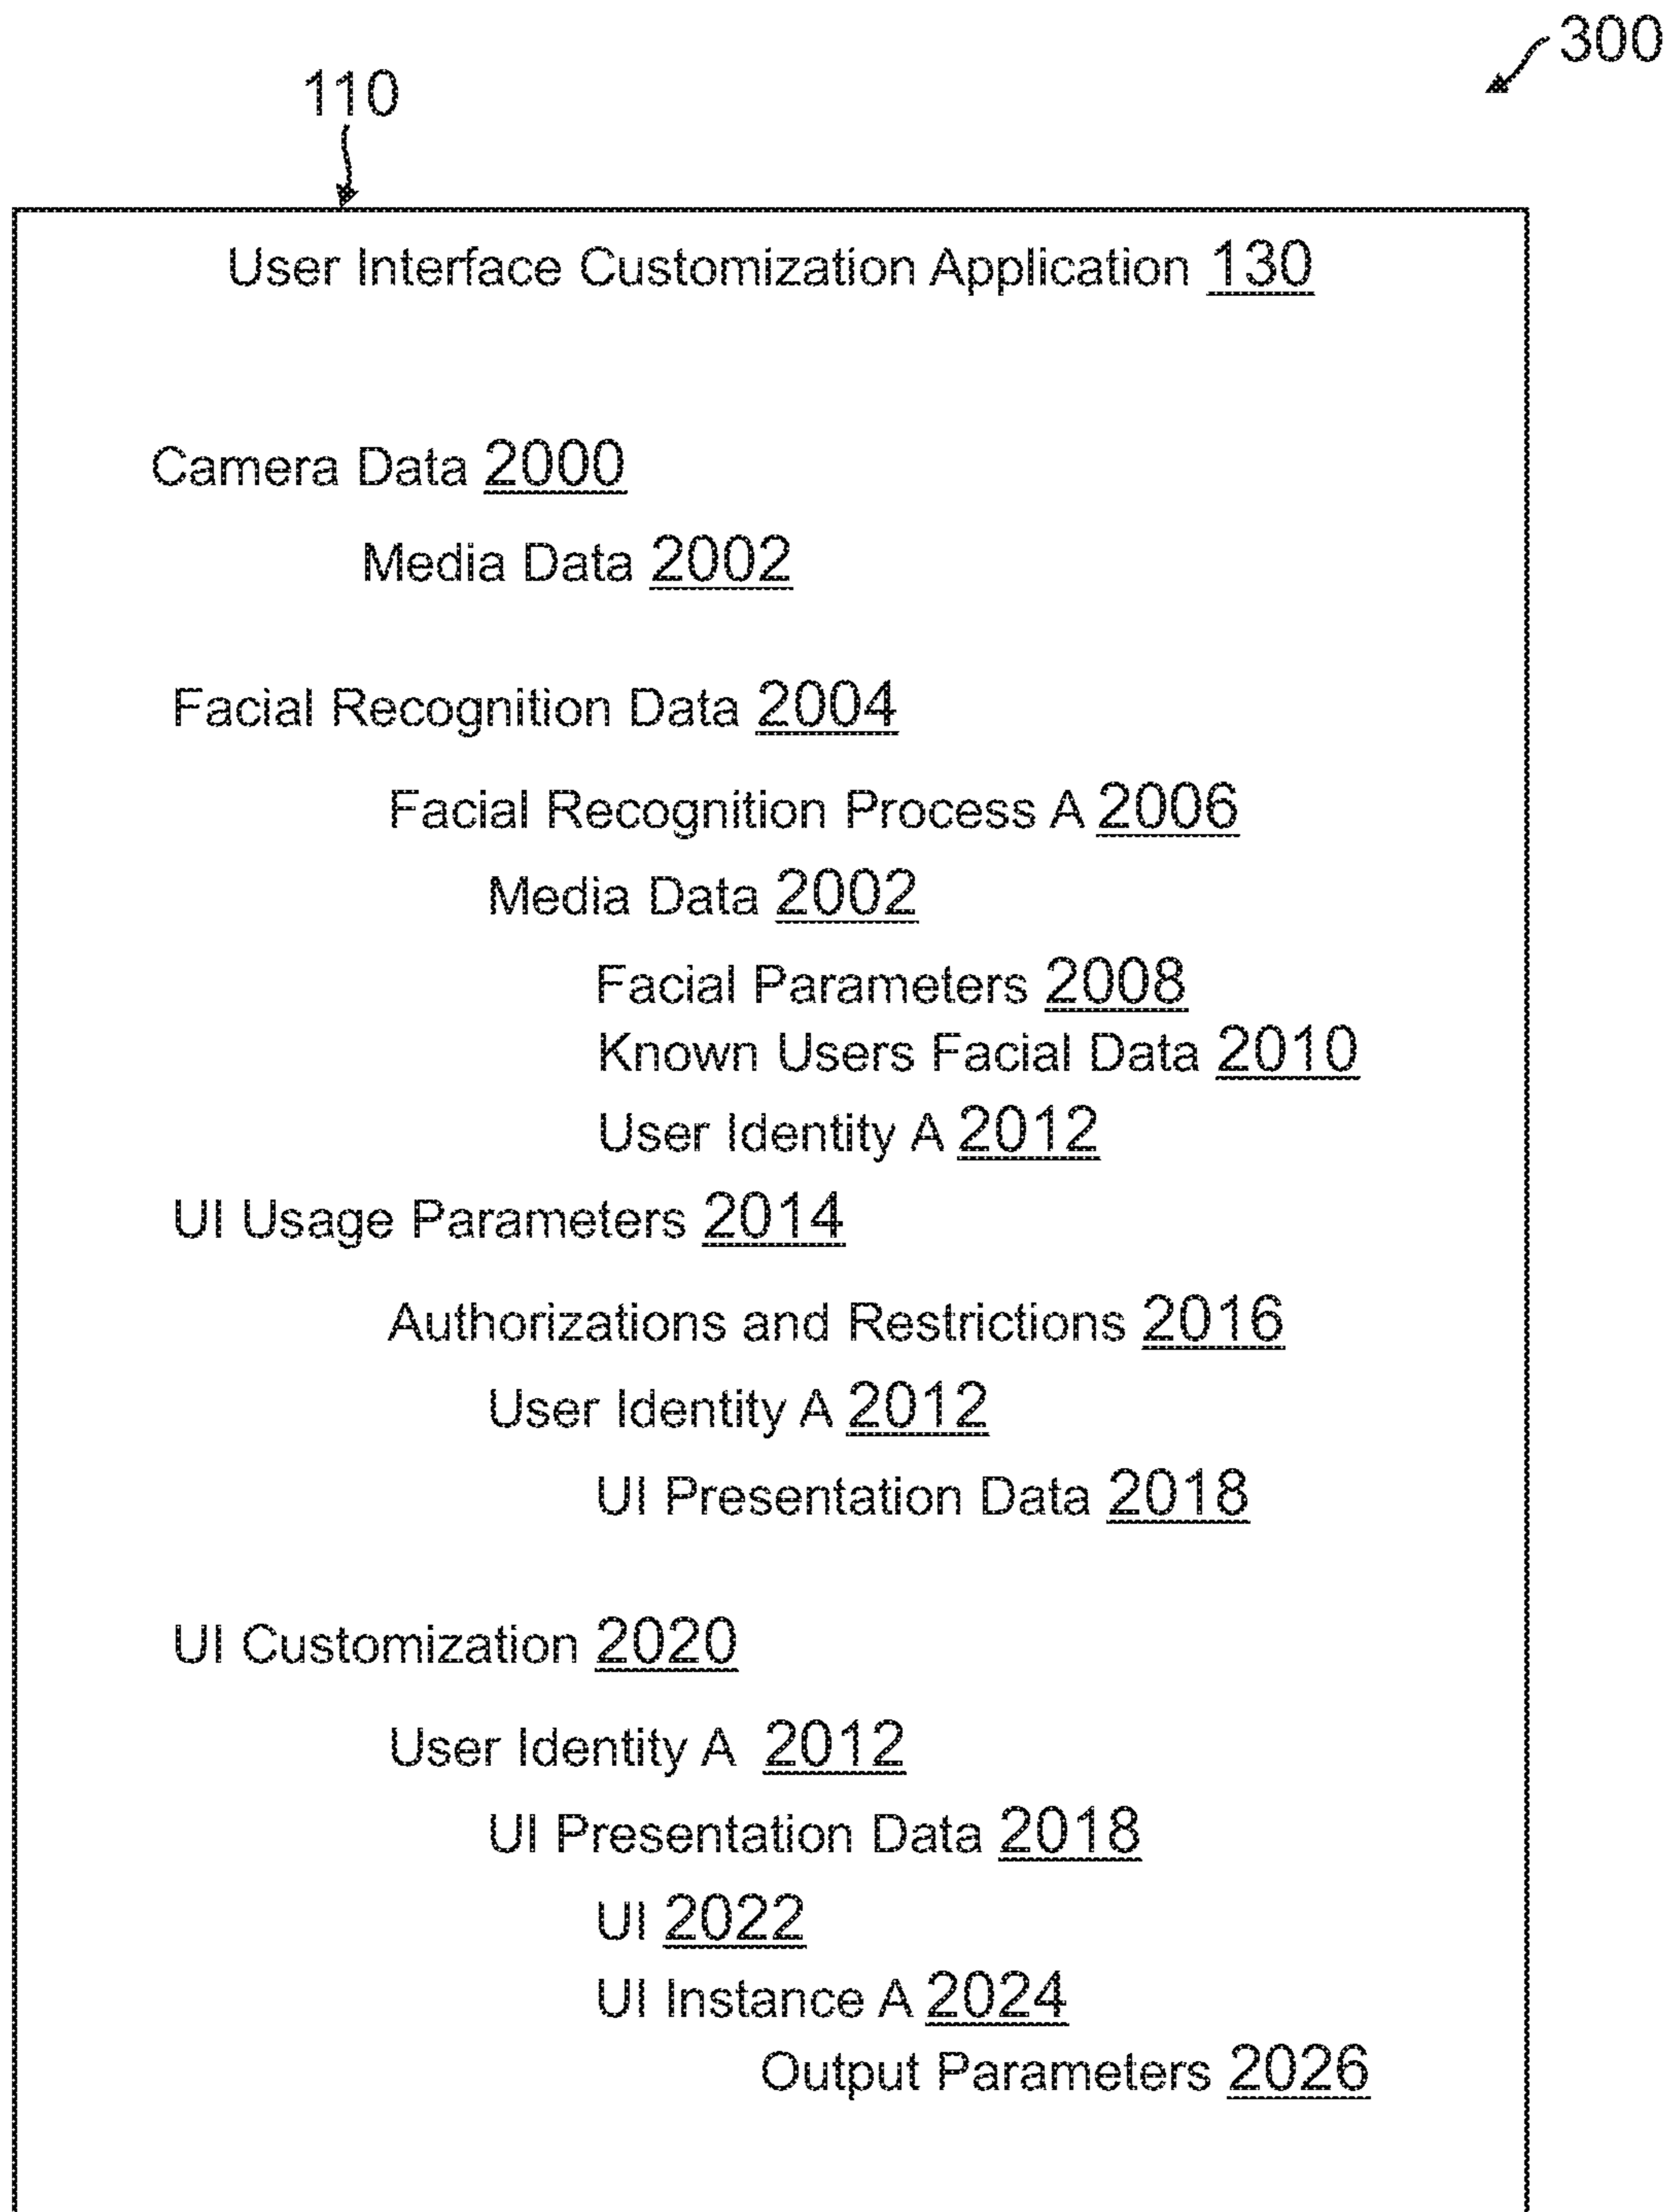 300
110
User Interface Customization Application 130
Camera Data 2000
Media Data 2002
Facial Recognition Data 2004
Facial Recognition Process A 2006
Media Data 2002
Facial Parameters 2008
Known Users Facial Data 2010
User Identity A 2012
UI Usage Parameters 2014
Authorizations and Restrictions 2016
User Identity A 2012
UI Presentation Data 2018
UI Customization 2020
User Identity A 2012
UI Presentation Data 2018
UI 2022
UI Instance A 2024
Output Parameters 2026